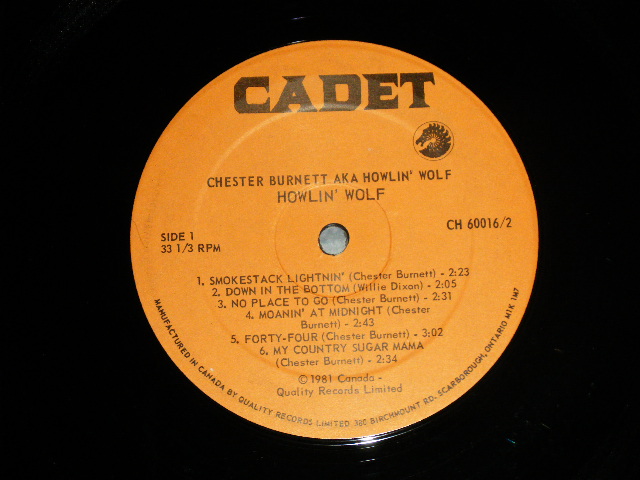 CADET
CHESTER BURNETT AKA HOWLIN' WOLF
HOWLIN' WOLF
SIDE 1
33 1/3 RPM
CH 60016/2
1. SMOKESTACK LIGHTNIN' (Chester Burnett) - 2:23
2. DOWN IN THE BOTTOM (Willie Dixon) - 2:05
3. NO PLACE TO GO (Chester Burnett) - 2:31
4. MOANIN' AT MIDNIGHT (Chester
Burnett) - 2:43
5. FORTY-FOUR (Chester Burnett) - 3:02
6. MY COUNTRY SUGAR MAMA
(Chester Burnett) - 2:34
© 1981 Canada -
Quality Records Limited
MANUFACTURED IN CANADA BY QUALITY RECORDS LIMITED 380 BIRCHMOUNT RD. SCARBOROUGH, ONTARIO M1K 1M7